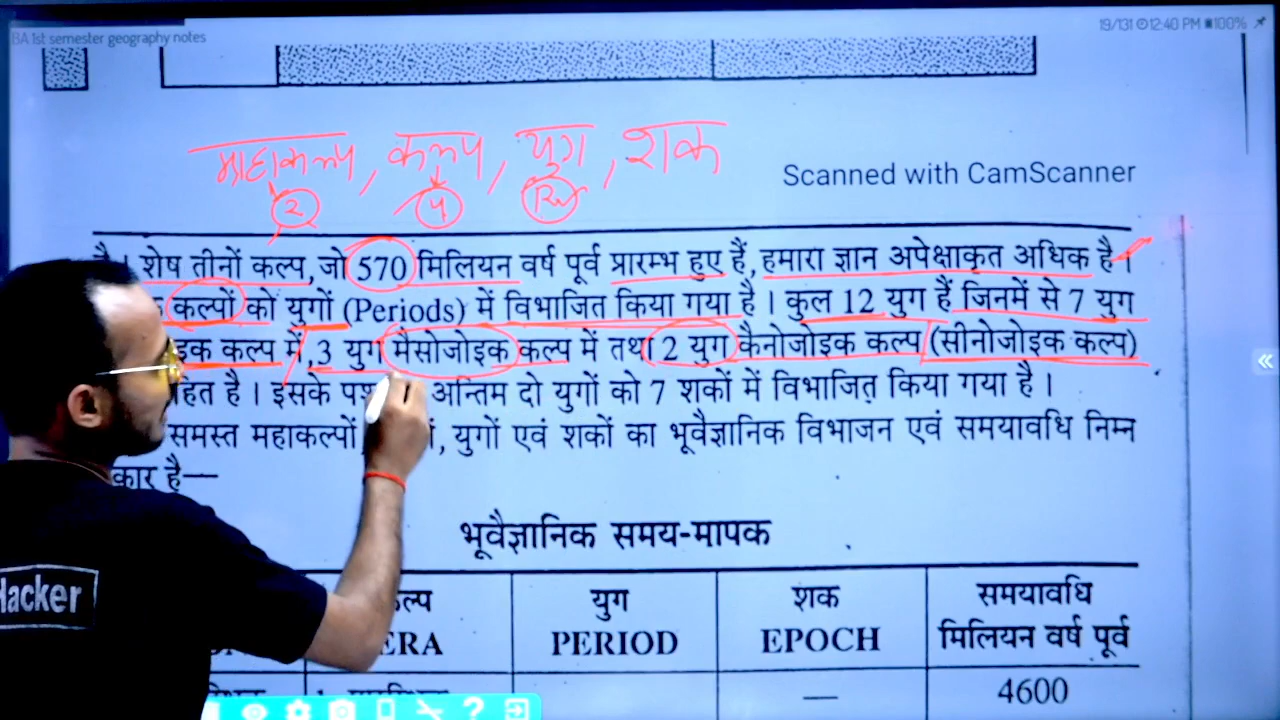 BA 1st semester geography notes
19/131 12:40 PM 100%
महाकल्प, कल्प, युग, शक
2 4 12
Scanned with CamScanner
है । शेष तीनों कल्प, जो 570 मिलियन वर्ष पूर्व प्रारम्भ हुए हैं, हमारा ज्ञान अपेक्षाकृत अधिक है ।
कल्पों को युगों (Periods) में विभाजित किया गया है । कुल 12 युग हैं जिनमें से 7 युग
इक कल्प में, 3 युग मैसोजोइक कल्प में तथा 2 युग कैनोजोइक कल्प (सीनोजोइक कल्प)
हित है । इसके अन्तिम दो युगों को 7 शकों में विभाजित किया गया है ।
समस्त महाकल्पों, युगों एवं शकों का भूवैज्ञानिक विभाजन एवं समयावधि निम्न
कार है—
भूवैज्ञानिक समय-मापक
कल्प युग शक समयावधि
ERA PERIOD EPOCH मिलियन वर्ष पूर्व
— 4600
Hacker